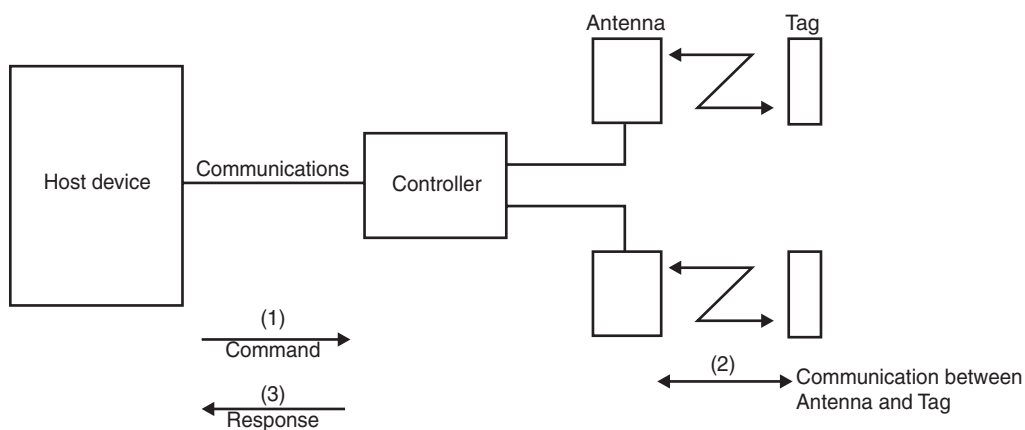 Antenna
Tag
Host device
Communications
Controller
(1)
Command
(2)
Communication between
Antenna and Tag
(3)
Response